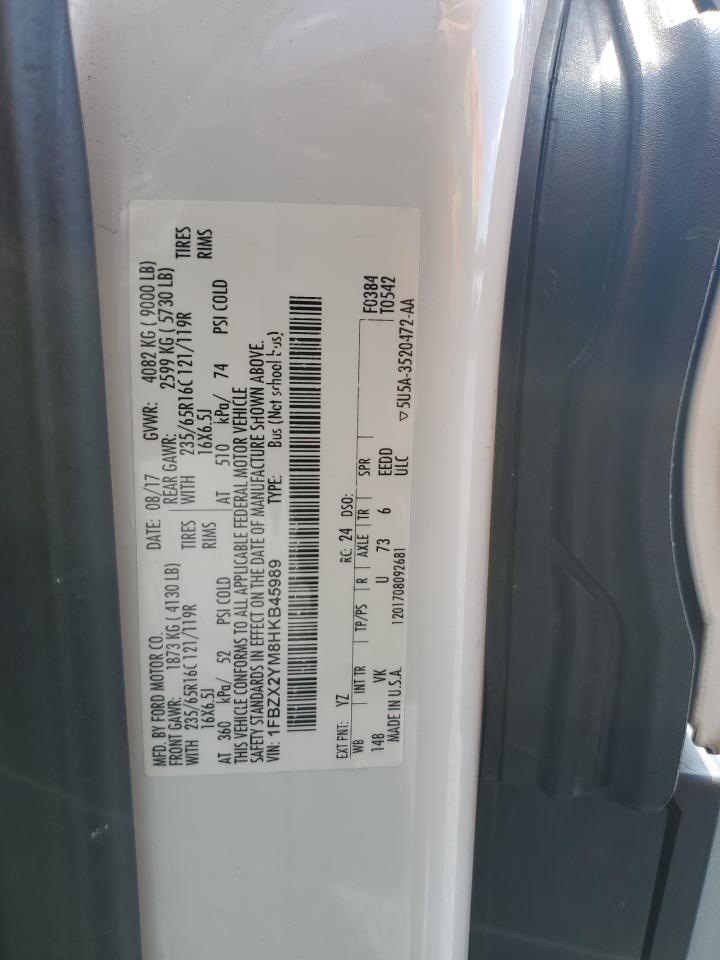 MFD. BY FORD MOTOR CO. DATE: 08/17 GVWR: 4082 KG ( 9000 LB)
FRONT GAWR: 1873 KG ( 4130 LB) REAR GAWR: 2599 KG ( 5730 LB)
WITH 235/65R16C 121/119R TIRES WITH 235/65R16C 121/119R TIRES
16X6.5J RIMS 16X6.5J RIMS
AT 360 kPa/ 52 PSI COLD AT 510 kPa/ 74 PSI COLD
THIS VEHICLE CONFORMS TO ALL APPLICABLE FEDERAL MOTOR VEHICLE
SAFETY STANDARDS IN EFFECT ON THE DATE OF MANUFACTURE SHOWN ABOVE.
VIN: 1FBZX2YM8HKB45989 TYPE: Bus (Not school bus)
EXT PNT: YZ RC: 24 DSO:
WB INT TR TP/PS R AXLE TR SPR F0384
148 VK U 73 6 EEDD T0542
MADE IN U.S.A. 1201708092681 ULC
▽5U5A-3520472-AA